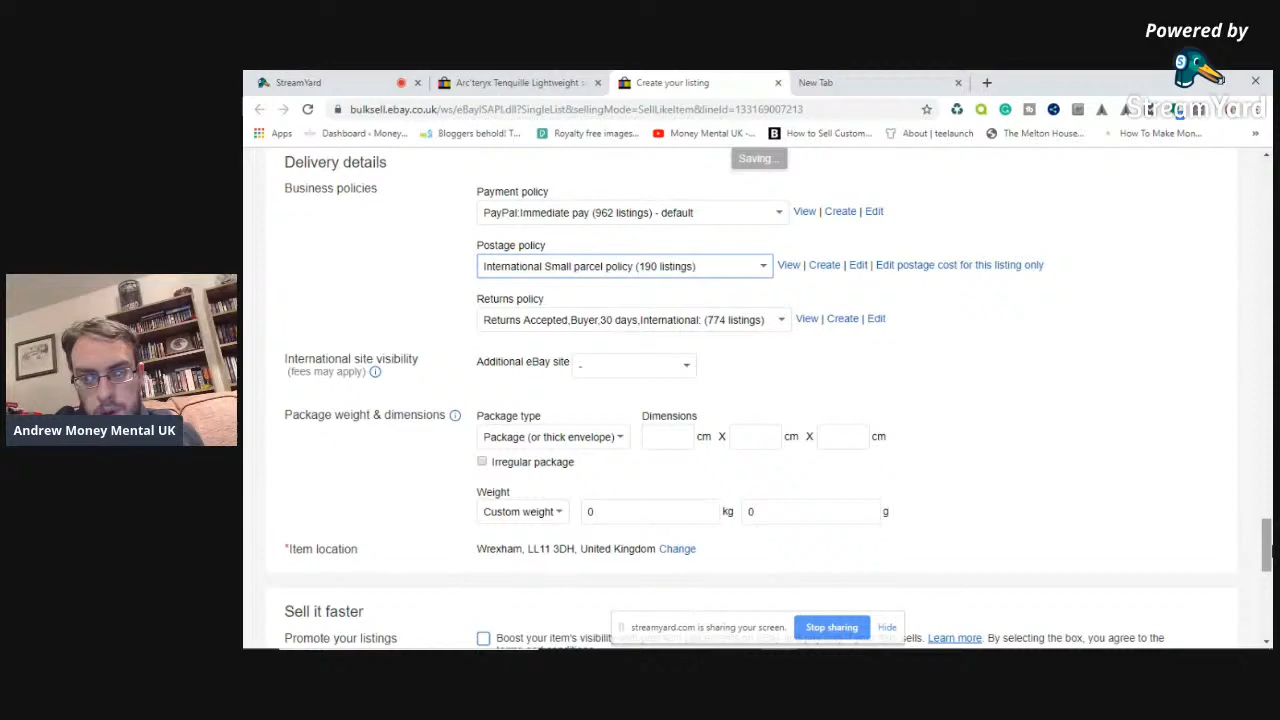 Powered by
StreamYard
StreamYard
Arc'teryx Tenquille Lightweight s
Create your listing
New Tab
bulksell.ebay.co.uk/ws/eBayISAPI.dll?SingleList&sellingMode=SellLikeItem&lineId=133169007213
Apps
Dashboard ‹ Money...
Bloggers behold! T...
Royalty free images...
Money Mental UK -...
How to Sell Custom...
About | teelaunch
The Melton House...
How To Make Mon...
Saving...
Delivery details
Business policies
Payment policy
PayPal:Immediate pay (962 listings) - default
View | Create | Edit
Postage policy
International Small parcel policy (190 listings)
View | Create | Edit | Edit postage cost for this listing only
Returns policy
Returns Accepted,Buyer,30 days,International: (774 listings)
View | Create | Edit
International site visibility
(fees may apply)
Additional eBay site
-
Package weight & dimensions
Package type
Dimensions
Package (or thick envelope)
cm X cm X cm
Irregular package
Weight
Custom weight
0 kg 0 g
*Item location
Wrexham, LL11 3DH, United Kingdom Change
Sell it faster
streamyard.com is sharing your screen.
Stop sharing
Hide
Promote your listings
Boost your item's visibility
Learn more. By selecting the box, you agree to the
Andrew Money Mental UK